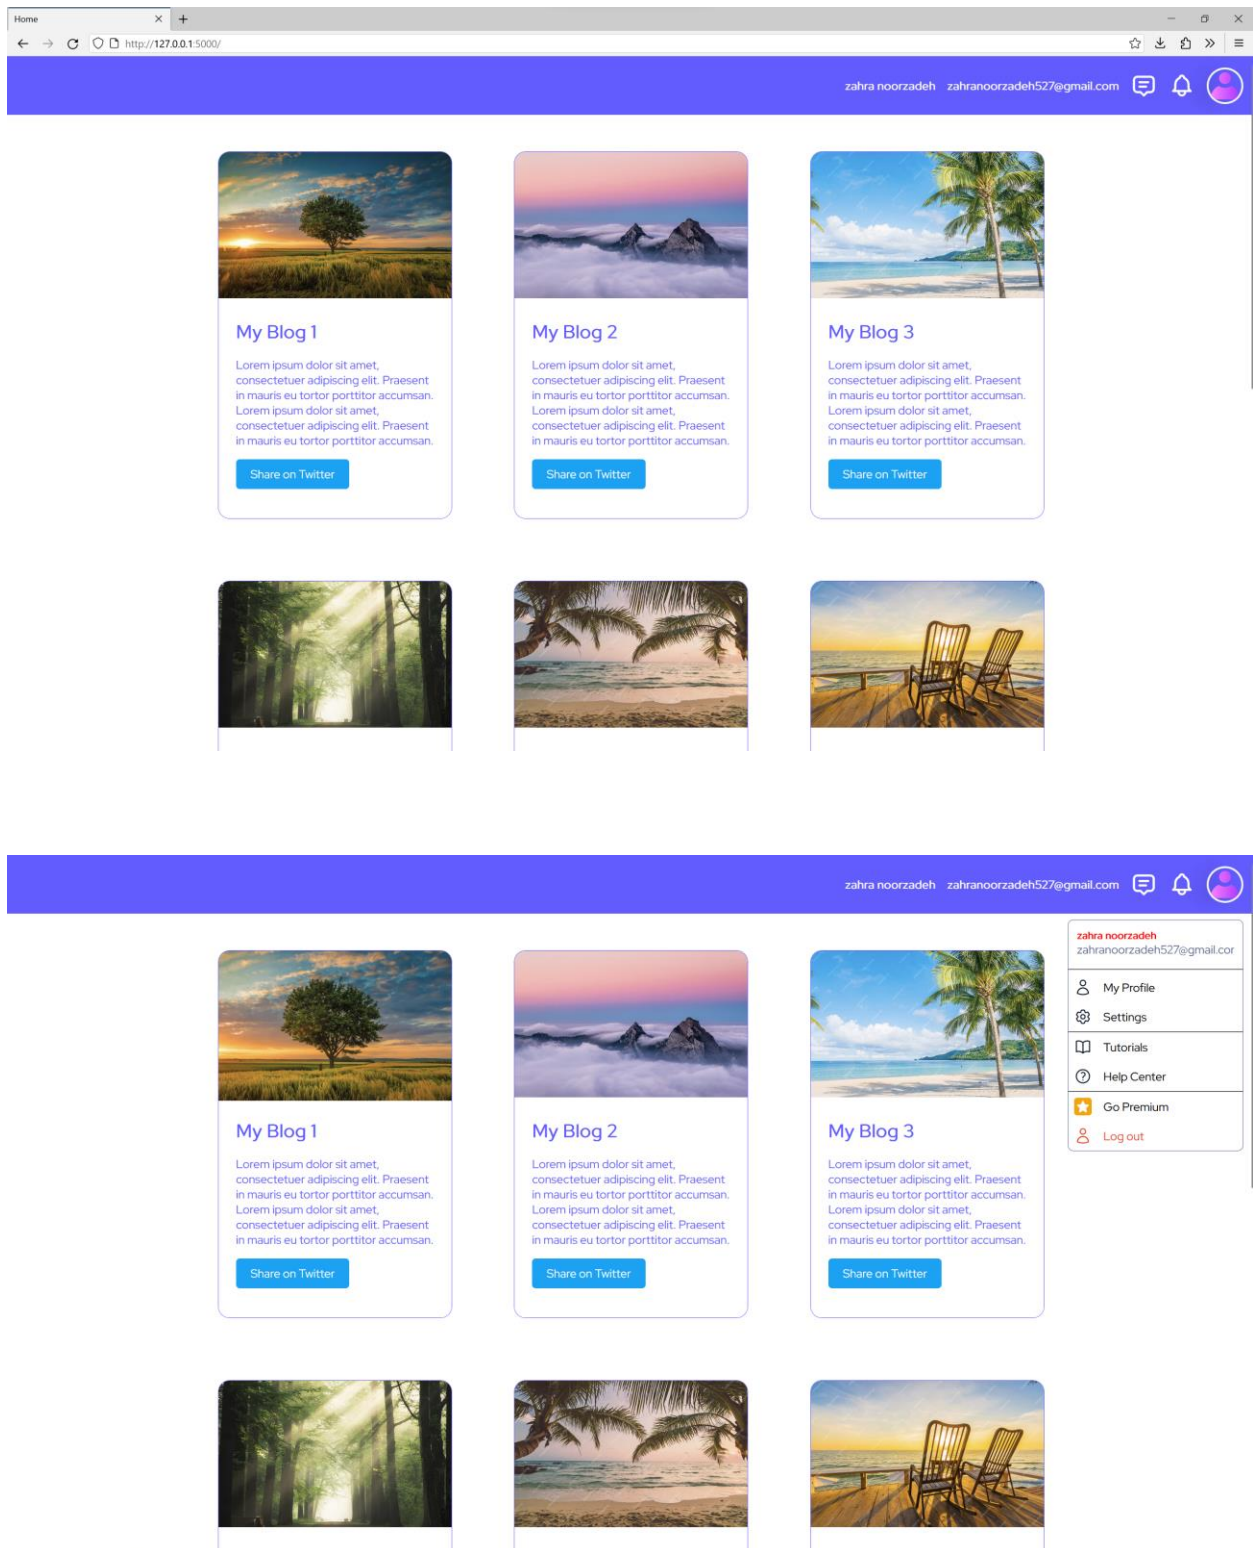 Home
http://127.0.0.1:5000/
zahra noorzadeh zahranoorzadeh527@gmail.com
My Blog 1
Lorem ipsum dolor sit amet,
consectetuer adipiscing elit. Praesent
in mauris eu tortor porttitor accumsan.
Lorem ipsum dolor sit amet,
consectetuer adipiscing elit. Praesent
in mauris eu tortor porttitor accumsan.
Share on Twitter
My Blog 2
Lorem ipsum dolor sit amet,
consectetuer adipiscing elit. Praesent
in mauris eu tortor porttitor accumsan.
Lorem ipsum dolor sit amet,
consectetuer adipiscing elit. Praesent
in mauris eu tortor porttitor accumsan.
Share on Twitter
My Blog 3
Lorem ipsum dolor sit amet,
consectetuer adipiscing elit. Praesent
in mauris eu tortor porttitor accumsan.
Lorem ipsum dolor sit amet,
consectetuer adipiscing elit. Praesent
in mauris eu tortor porttitor accumsan.
Share on Twitter
zahra noorzadeh zahranoorzadeh527@gmail.com
zahra noorzadeh
zahranoorzadeh527@gmail.cor
My Profile
Settings
Tutorials
Help Center
Go Premium
Log out
My Blog 1
Lorem ipsum dolor sit amet,
consectetuer adipiscing elit. Praesent
in mauris eu tortor porttitor accumsan.
Lorem ipsum dolor sit amet,
consectetuer adipiscing elit. Praesent
in mauris eu tortor porttitor accumsan.
Share on Twitter
My Blog 2
Lorem ipsum dolor sit amet,
consectetuer adipiscing elit. Praesent
in mauris eu tortor porttitor accumsan.
Lorem ipsum dolor sit amet,
consectetuer adipiscing elit. Praesent
in mauris eu tortor porttitor accumsan.
Share on Twitter
My Blog 3
Lorem ipsum dolor sit amet,
consectetuer adipiscing elit. Praesent
in mauris eu tortor porttitor accumsan.
Lorem ipsum dolor sit amet,
consectetuer adipiscing elit. Praesent
in mauris eu tortor porttitor accumsan.
Share on Twitter